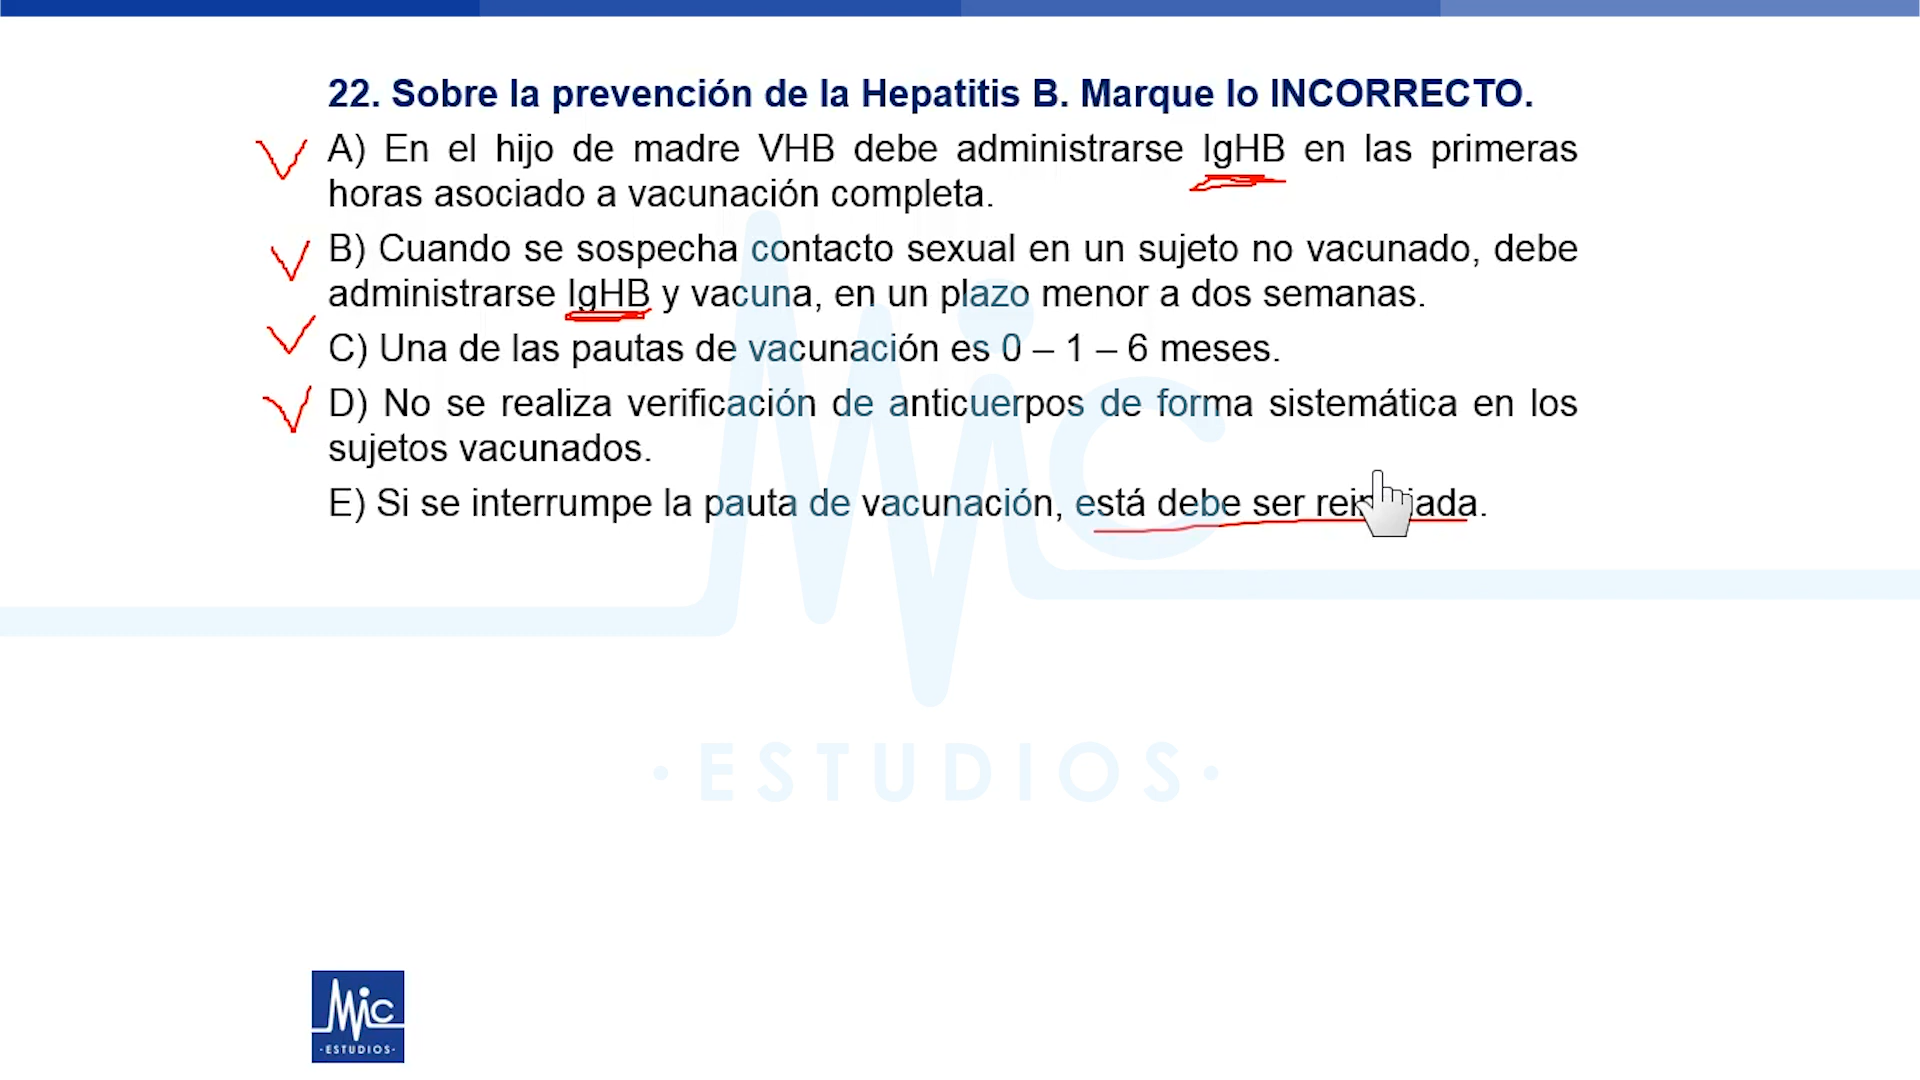 22. Sobre la prevención de la Hepatitis B. Marque lo INCORRECTO.
A) En el hijo de madre VHB debe administrarse IgHB en las primeras
horas asociado a vacunación completa.
B) Cuando se sospecha contacto sexual en un sujeto no vacunado, debe
administrarse IgHB y vacuna, en un plazo menor a dos semanas.
C) Una de las pautas de vacunación es 0 – 1 – 6 meses.
D) No se realiza verificación de anticuerpos de forma sistemática en los
sujetos vacunados.
E) Si se interrumpe la pauta de vacunación, está debe ser
Mic
·ESTUDIOS·
Mic
·ESTUDIOS·